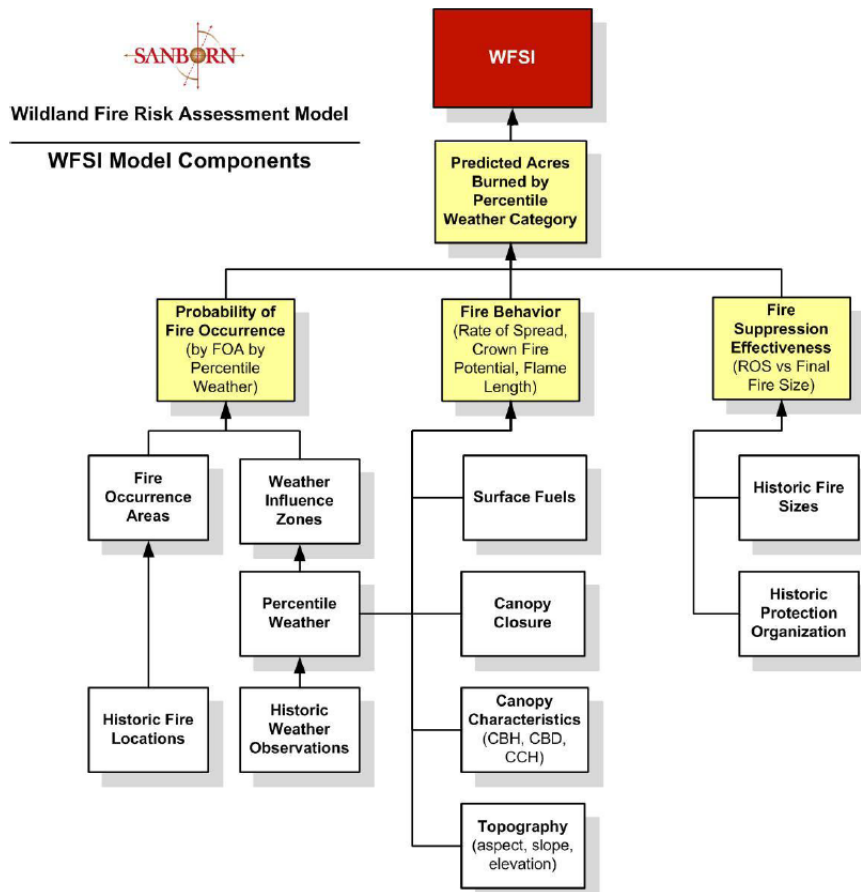 SANBORN
Wildland Fire Risk Assessment Model
WFSI Model Components
WFSI
Predicted Acres
Burned by
Percentile
Weather Category
Probability of
Fire Occurrence
(by FOA by
Percentile
Weather)
Fire Behavior
(Rate of Spread,
Crown Fire
Potential, Flame
Length)
Fire
Suppression
Effectiveness
(ROS vs Final
Fire Size)
Fire
Occurrence
Areas
Weather
Influence
Zones
Surface Fuels
Historic Fire
Sizes
Percentile
Weather
Canopy
Closure
Historic
Protection
Organization
Historic Fire
Locations
Historic
Weather
Observations
Canopy
Characteristics
(CBH, CBD,
CCH)
Topography
(aspect, slope,
elevation)